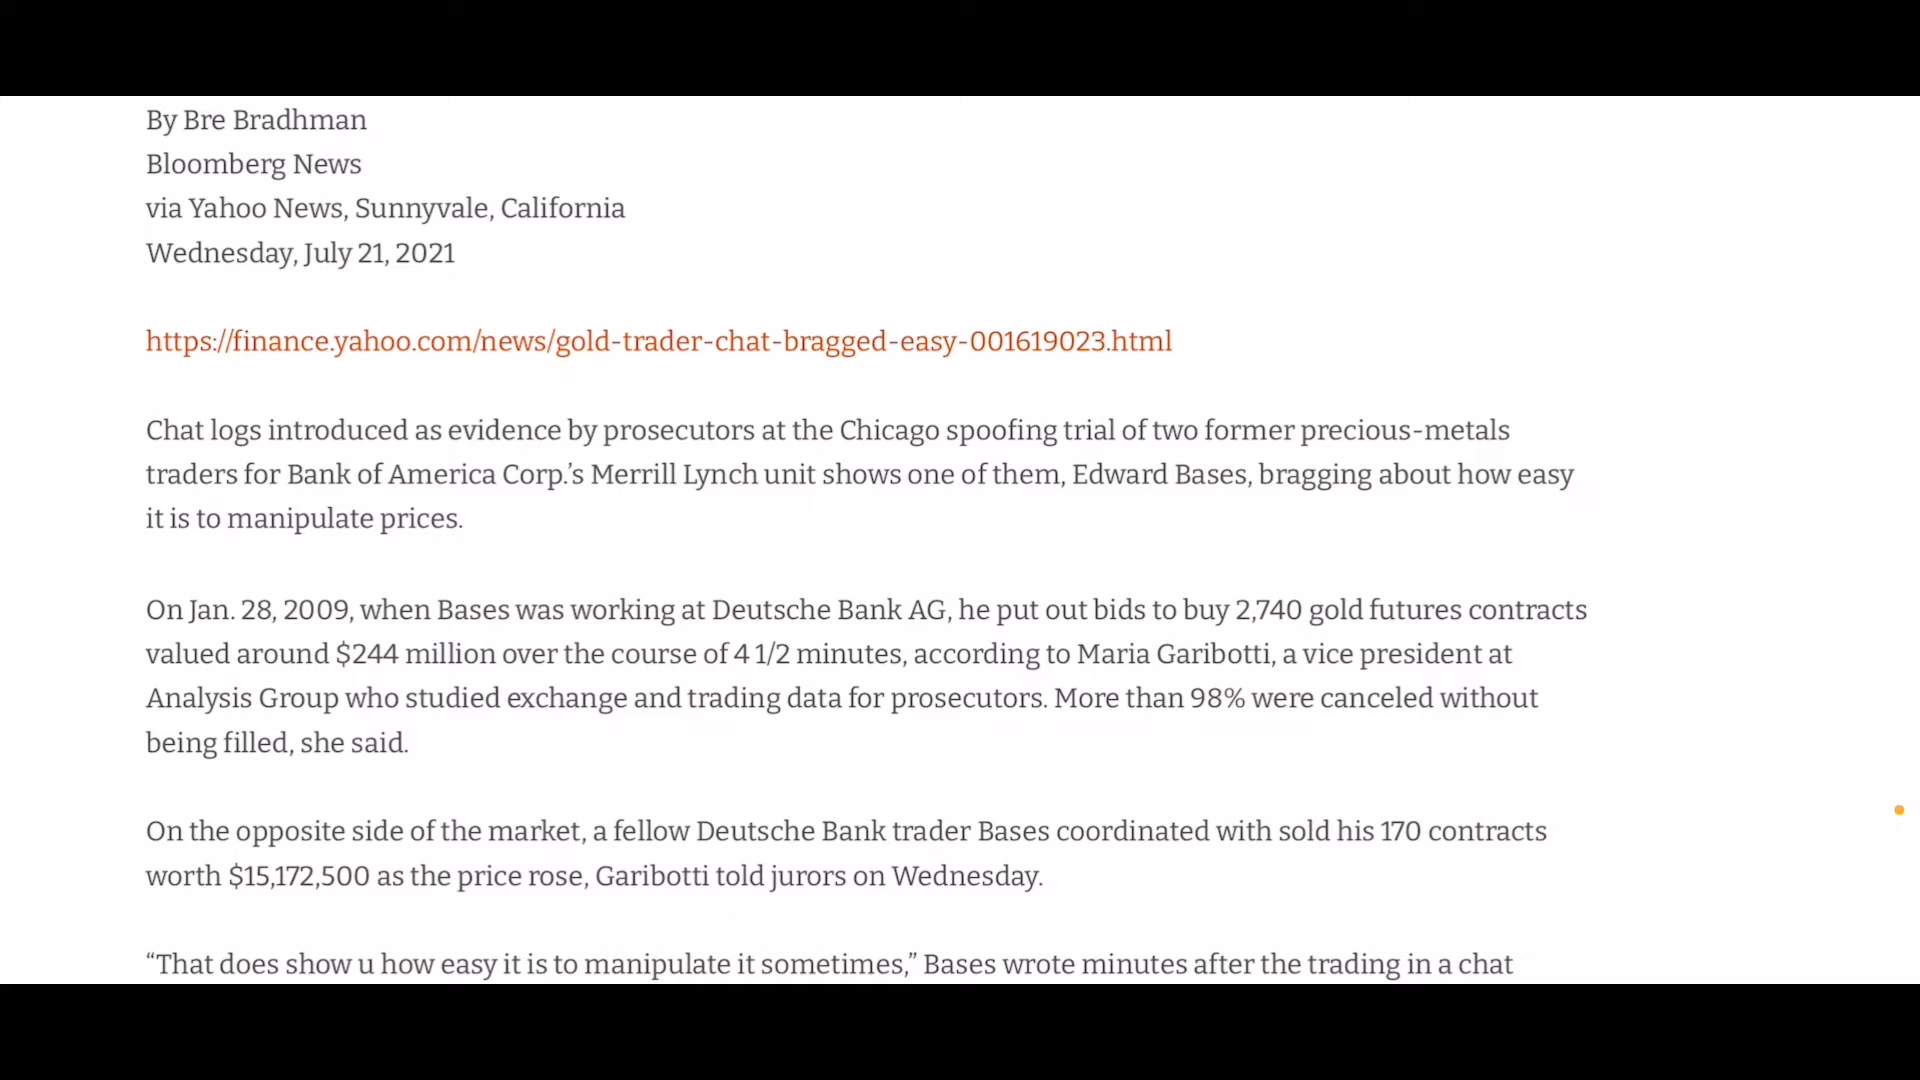 By Bre Bradhman
Bloomberg News
via Yahoo News, Sunnyvale, California
Wednesday, July 21, 2021
https://finance.yahoo.com/news/gold-trader-chat-bragged-easy-001619023.html
Chat logs introduced as evidence by prosecutors at the Chicago spoofing trial of two former precious-metals
traders for Bank of America Corp.’s Merrill Lynch unit shows one of them, Edward Bases, bragging about how easy
it is to manipulate prices.
On Jan. 28, 2009, when Bases was working at Deutsche Bank AG, he put out bids to buy 2,740 gold futures contracts
valued around $244 million over the course of 4 1/2 minutes, according to Maria Garibotti, a vice president at
Analysis Group who studied exchange and trading data for prosecutors. More than 98% were canceled without
being filled, she said.
On the opposite side of the market, a fellow Deutsche Bank trader Bases coordinated with sold his 170 contracts
worth $15,172,500 as the price rose, Garibotti told jurors on Wednesday.
“That does show u how easy it is to manipulate it sometimes,” Bases wrote minutes after the trading in a chat